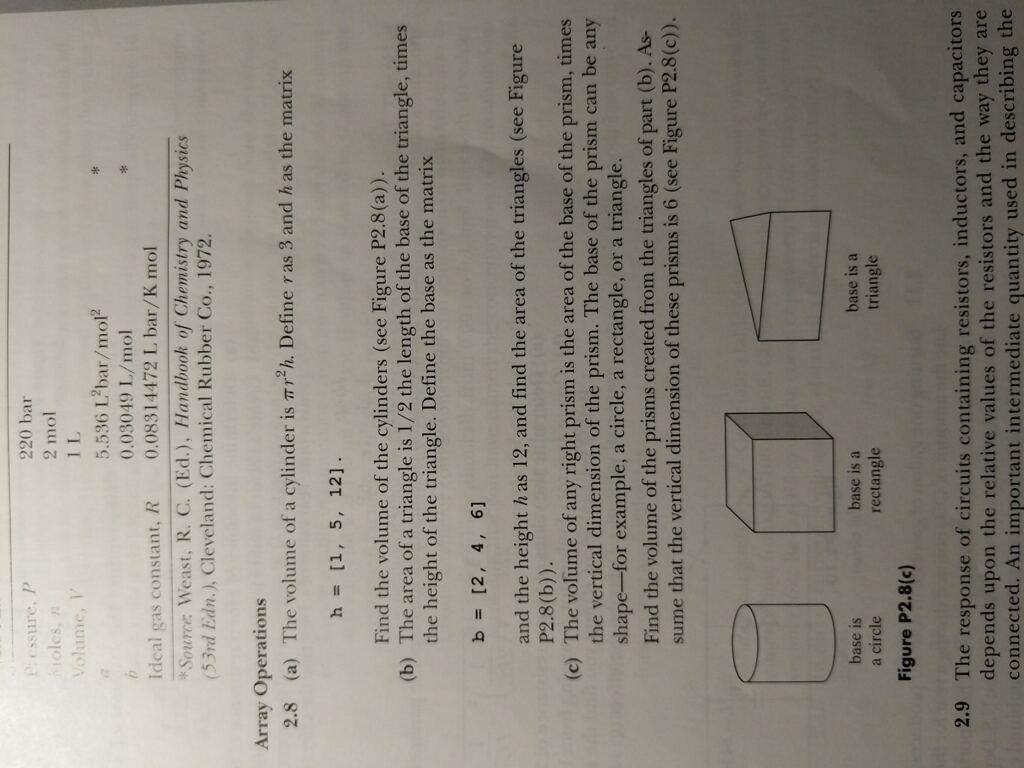 Pressure, P 220 bar
Moles, n 2 mol
Volume, V 1 L
a 5.536 L²bar/mol² *
b 0.03049 L/mol *
Ideal gas constant, R 0.08314472 L bar/K mol
*Source: Weast, R. C. (Ed.), Handbook of Chemistry and Physics
(53rd Edn.), Cleveland: Chemical Rubber Co., 1972.
Array Operations
2.8 (a) The volume of a cylinder is πr²h. Define r as 3 and h as the matrix
h = [1, 5, 12].
Find the volume of the cylinders (see Figure P2.8(a)).
(b) The area of a triangle is 1/2 the length of the base of the triangle, times
the height of the triangle. Define the base as the matrix
b = [2, 4, 6]
and the height h as 12, and find the area of the triangles (see Figure
P2.8(b)).
(c) The volume of any right prism is the area of the base of the prism, times
the vertical dimension of the prism. The base of the prism can be any
shape—for example, a circle, a rectangle, or a triangle.
Find the volume of the prisms created from the triangles of part (b). As-
sume that the vertical dimension of these prisms is 6 (see Figure P2.8(c)).
base is
a circle
base is a
rectangle
base is a
triangle
Figure P2.8(c)
2.9 The response of circuits containing resistors, inductors, and capacitors
depends upon the relative values of the resistors and the way they are
connected. An important intermediate quantity used in describing the